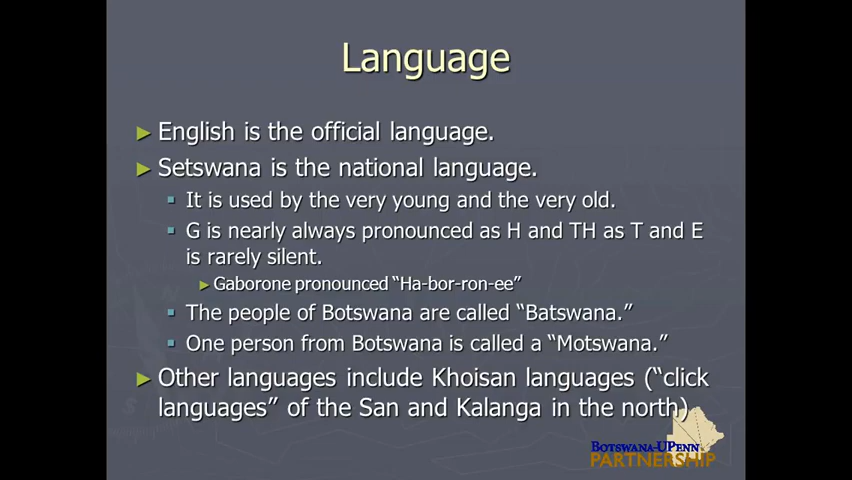 Language
► English is the official language.
► Setswana is the national language.
▪ It is used by the very young and the very old.
▪ G is nearly always pronounced as H and TH as T and E
is rarely silent.
► Gaborone pronounced “Ha-bor-ron-ee”
▪ The people of Botswana are called “Batswana.”
▪ One person from Botswana is called a “Motswana.”
► Other languages include Khoisan languages (“click
languages” of the San and Kalanga in the north)
BOTSWANA-UPENN
PARTNERSHIP